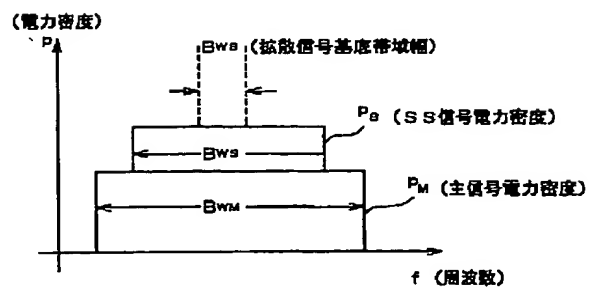 (電力密度)
P
BWB (拡散信号基底帯域幅)
PS (SS信号電力密度)
BWS
PM (主信号電力密度)
BWM
f (周波数)